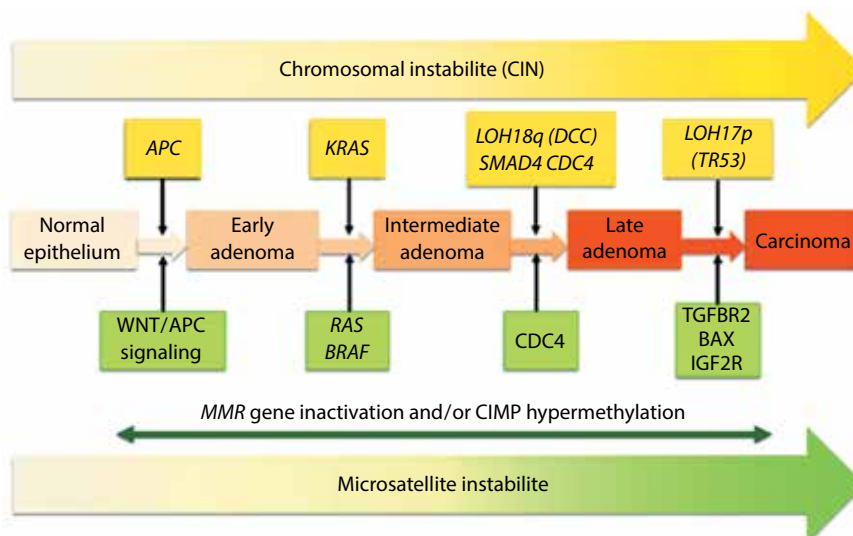 Chromosomal instabilite (CIN)
APC
KRAS
LOH18q (DCC)
SMAD4 CDC4
LOH17p
(TR53)
Normal
epithelium
Early
adenoma
Intermediate
adenoma
Late
adenoma
Carcinoma
WNT/APC
signaling
RAS
BRAF
CDC4
TGFBR2
BAX
IGF2R
MMR gene inactivation and/or CIMP hypermethylation
Microsatellite instabilite